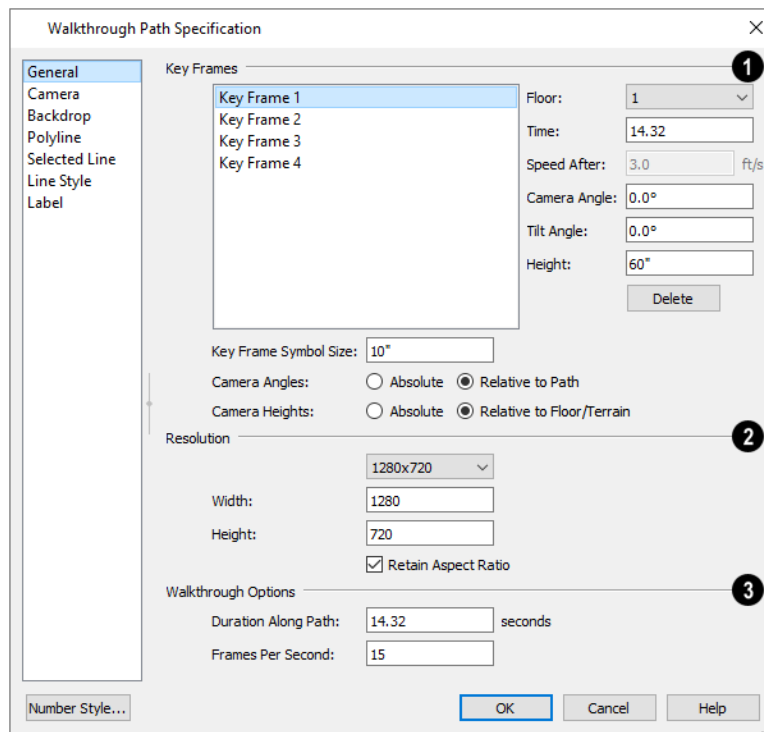 Walkthrough Path Specification
General
Camera
Backdrop
Polyline
Selected Line
Line Style
Label
Key Frames
1
Key Frame 1
Key Frame 2
Key Frame 3
Key Frame 4
Floor: 1
Time: 14.32
Speed After: 3.0 ft/s
Camera Angle: 0.0°
Tilt Angle: 0.0°
Height: 60"
Delete
Key Frame Symbol Size: 10"
Camera Angles: Absolute Relative to Path
Camera Heights: Absolute Relative to Floor/Terrain
Resolution
2
1280x720
Width: 1280
Height: 720
Retain Aspect Ratio
Walkthrough Options
3
Duration Along Path: 14.32 seconds
Frames Per Second: 15
Number Style... OK Cancel Help